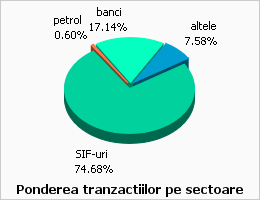 banci
17.14%
petrol
0.60%
altele
7.58%
SIF-uri
74.68%
Ponderea tranzactiilor pe sectoare